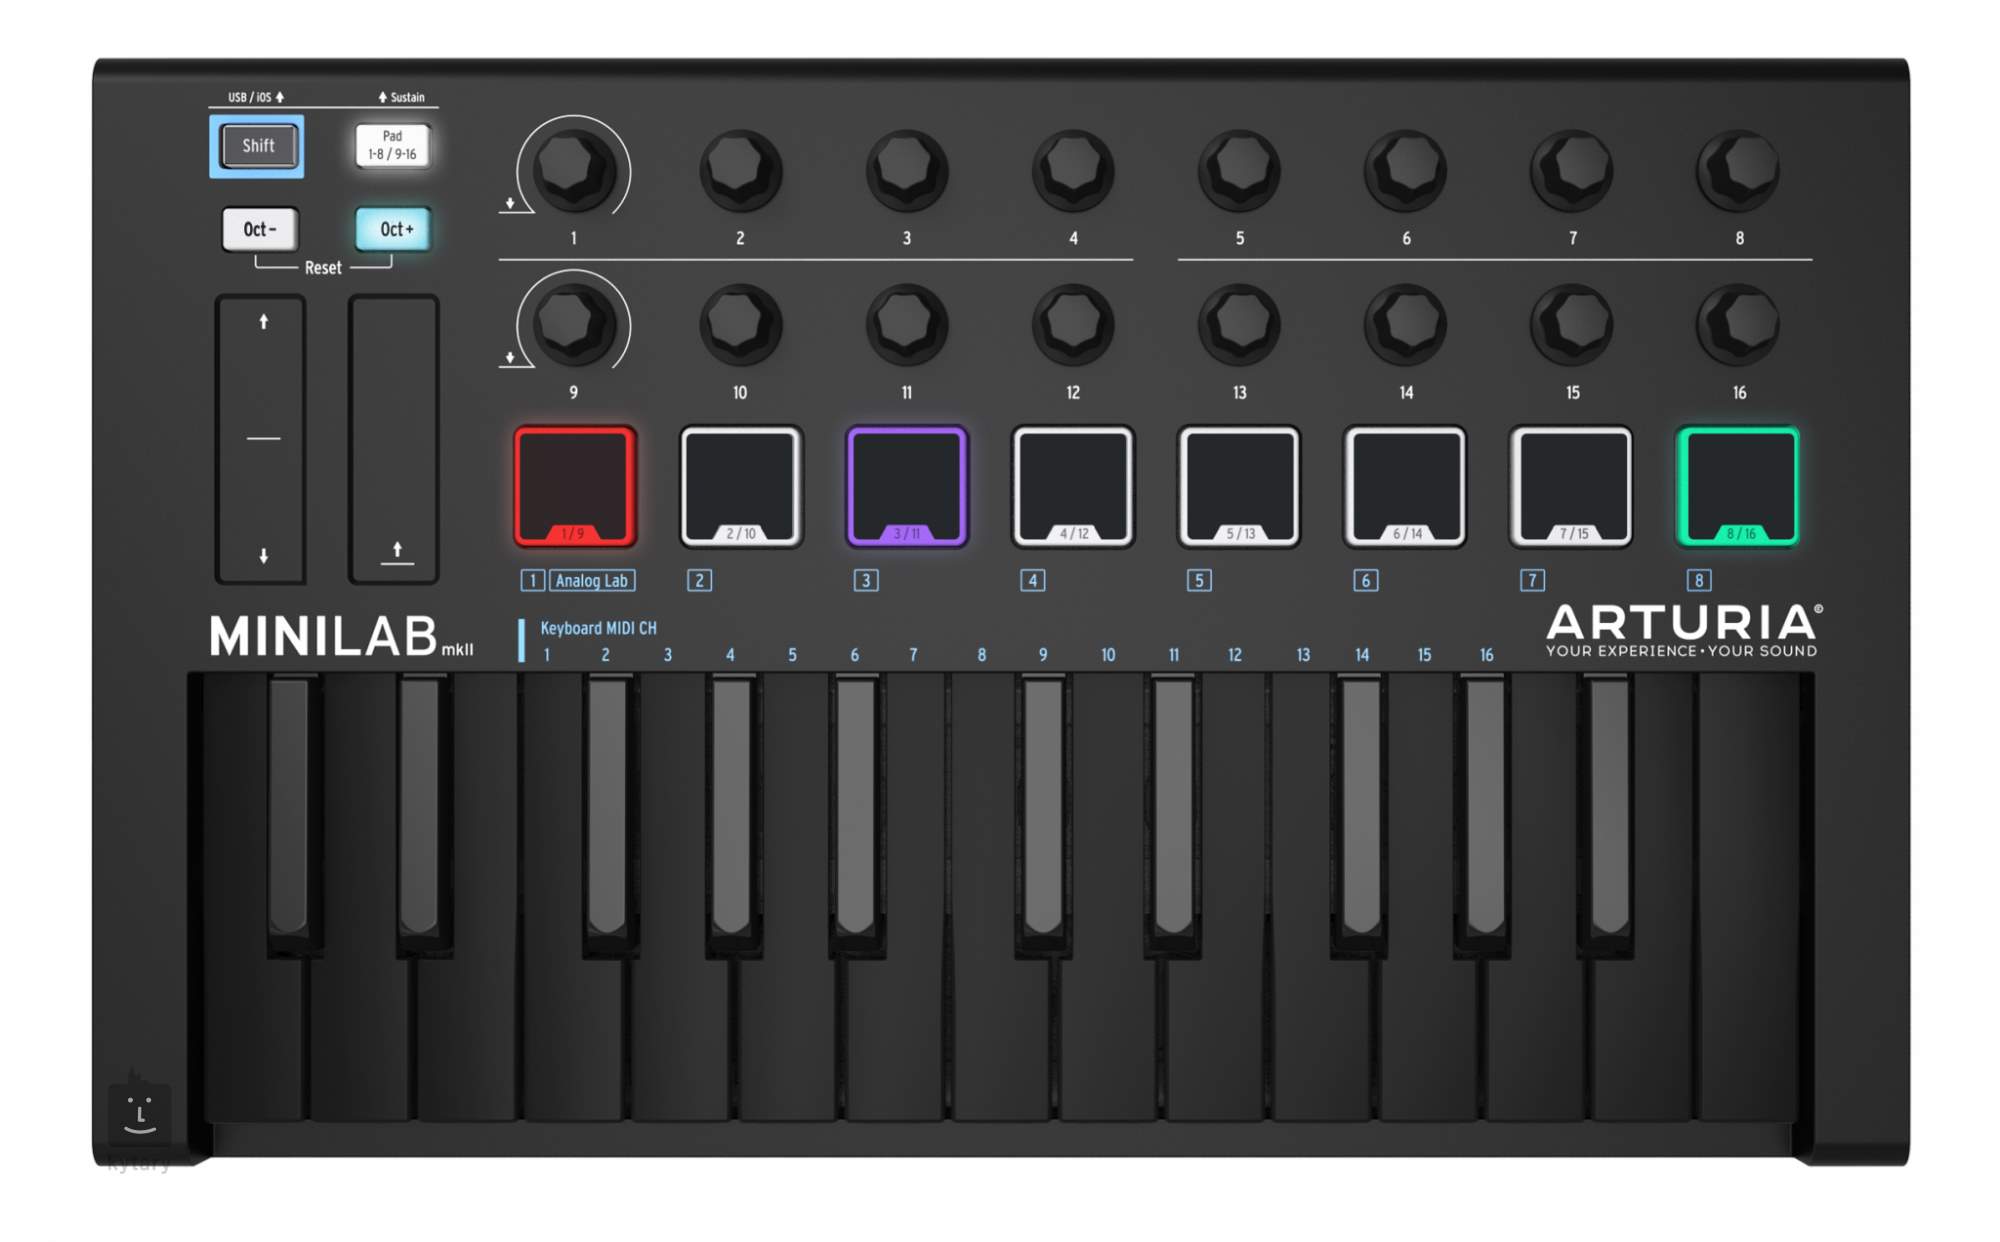 USB / iOS
Sustain
Shift
Pad
1-8 / 9-16
Oct-
Oct+
Reset
1 2 3 4 5 6 7 8
9 10 11 12 13 14 15 16
1 / 9 2 / 10 3 / 11 4 / 12 5 / 13 6 / 14 7 / 15 8 / 16
1 Analog Lab 2 3 4 5 6 7 8
MINILAB mkII
Keyboard MIDI CH
1 2 3 4 5 6 7 8 9 10 11 12 13 14 15 16
ARTURIA®
YOUR EXPERIENCE • YOUR SOUND
kytary